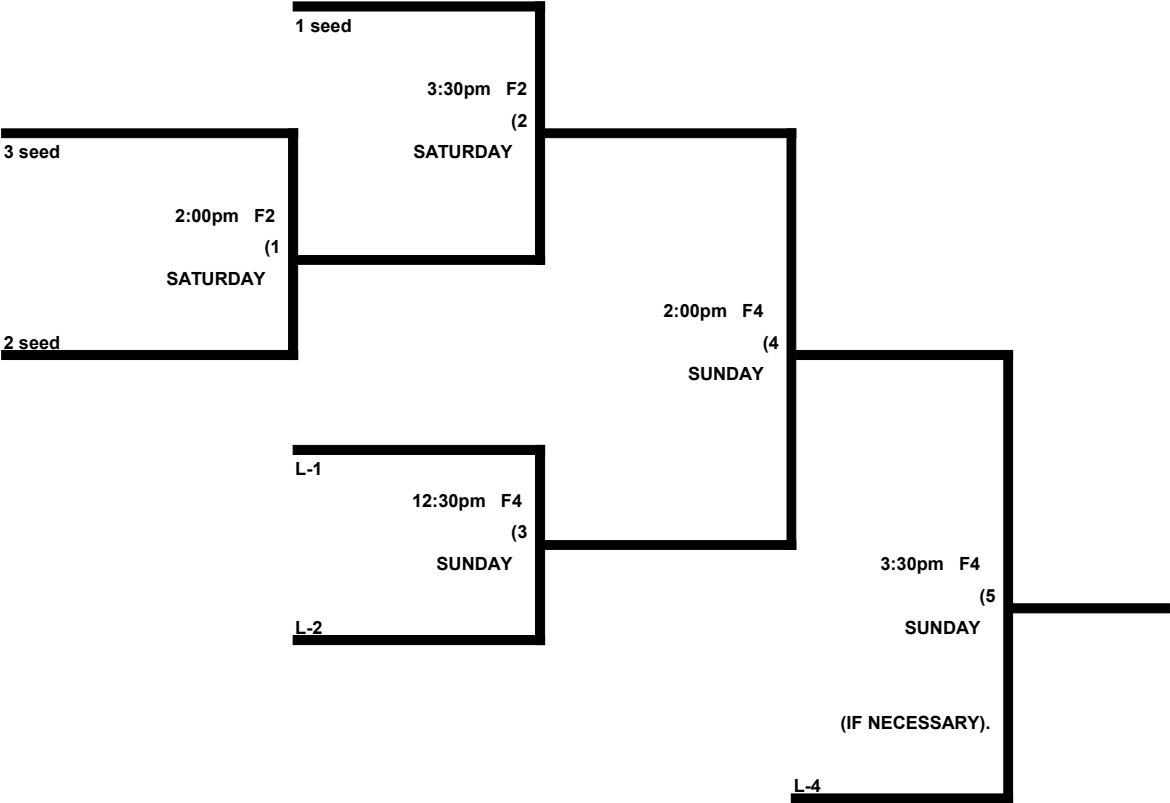 1 seed
3:30pm F2
(2
SATURDAY
3 seed
2:00pm F2
(1
SATURDAY
2 seed
2:00pm F4
(4
SUNDAY
L-1
12:30pm F4
(3
SUNDAY
L-2
3:30pm F4
(5
SUNDAY
(IF NECESSARY).
L-4